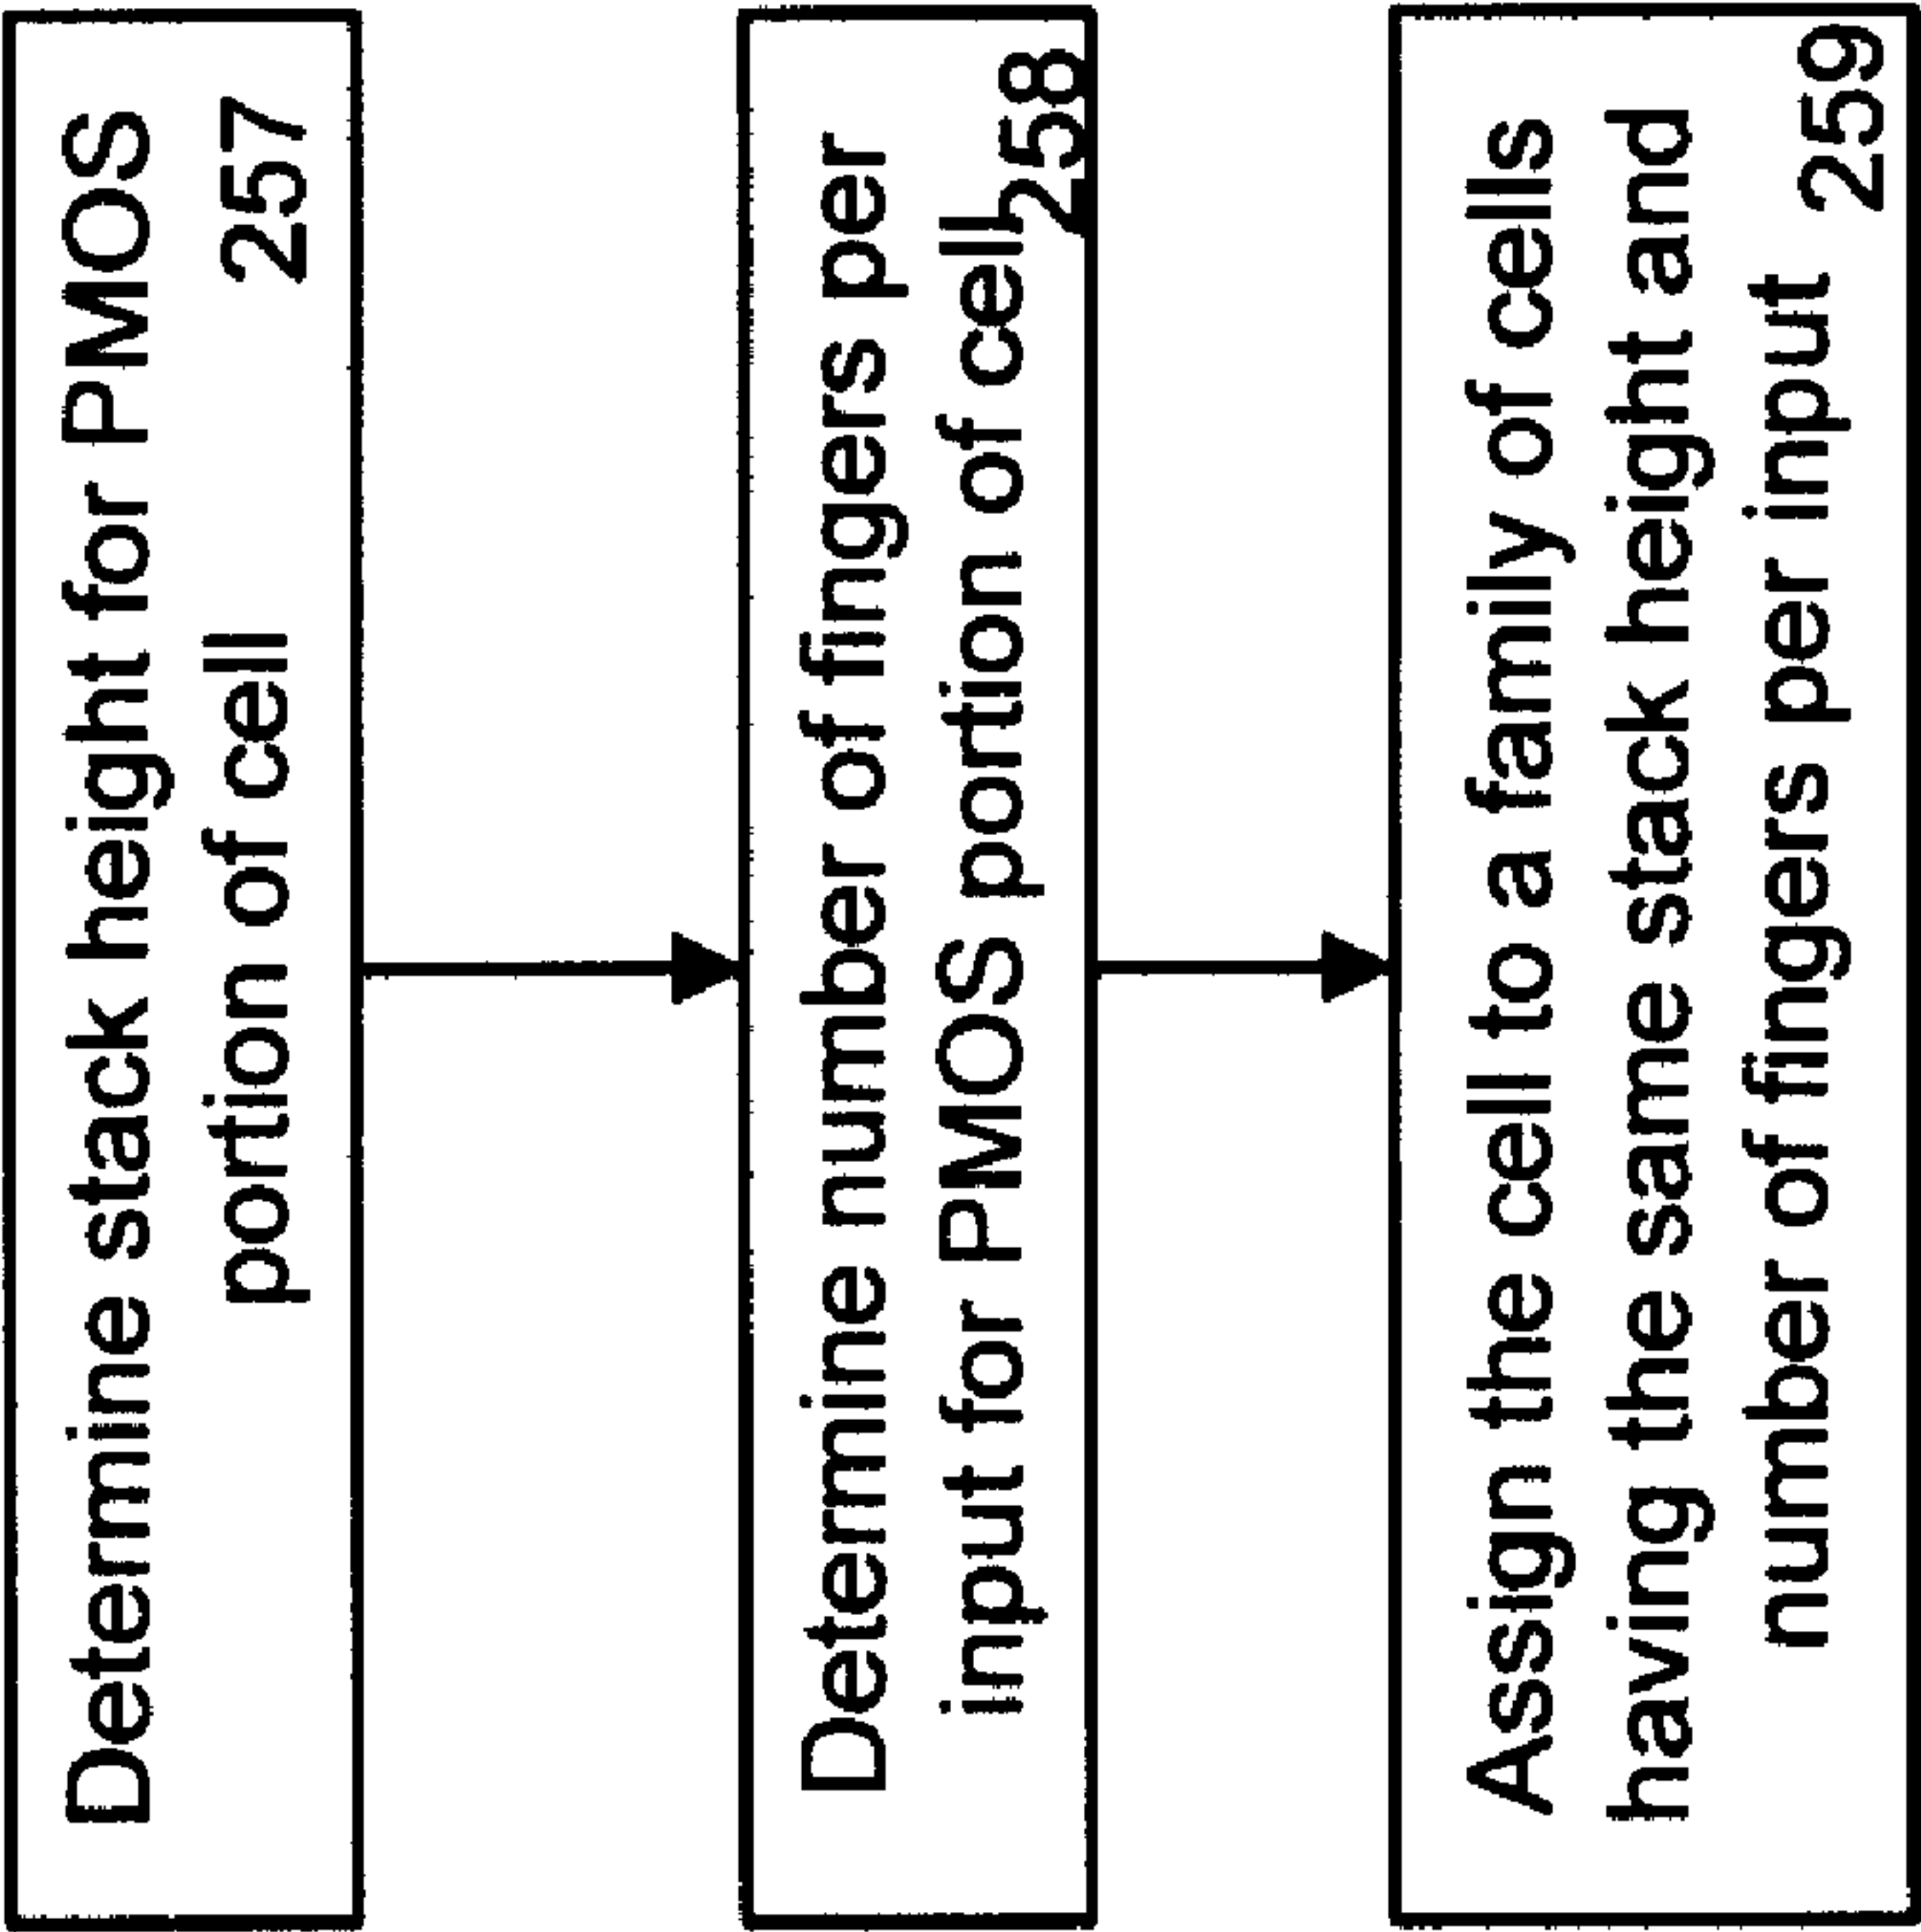 Determine stack height for PMOS
portion of cell
257
Determine number of fingers per
input for PMOS portion of cell
258
Assign the cell to a family of cells
having the same stack height and
number of fingers per input
259